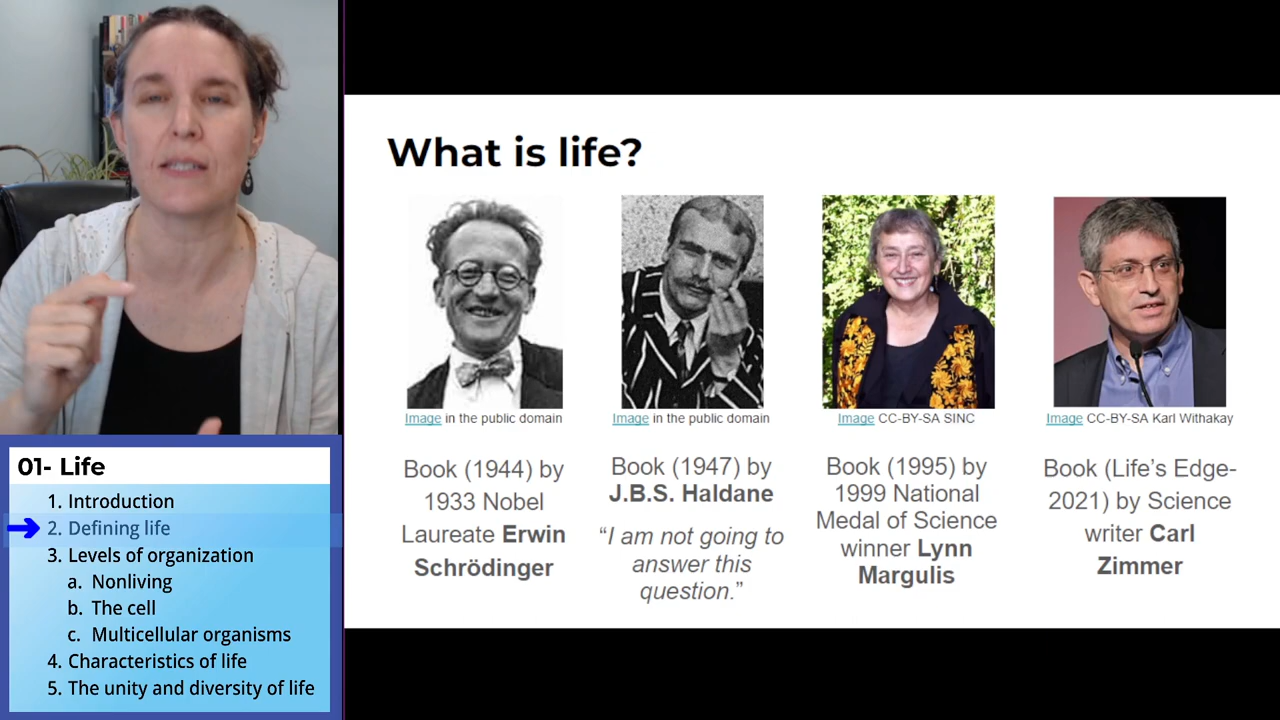 What is life?
Image in the public domain
Book (1944) by
1933 Nobel
Laureate Erwin
Schrödinger
Image in the public domain
Book (1947) by
J.B.S. Haldane
“I am not going to
answer this
question.”
Image CC-BY-SA SINC
Book (1995) by
1999 National
Medal of Science
winner Lynn
Margulis
Image CC-BY-SA Karl Withakay
Book (Life’s Edge-
2021) by Science
writer Carl
Zimmer
01- Life
1. Introduction
2. Defining life
3. Levels of organization
a. Nonliving
b. The cell
c. Multicellular organisms
4. Characteristics of life
5. The unity and diversity of life